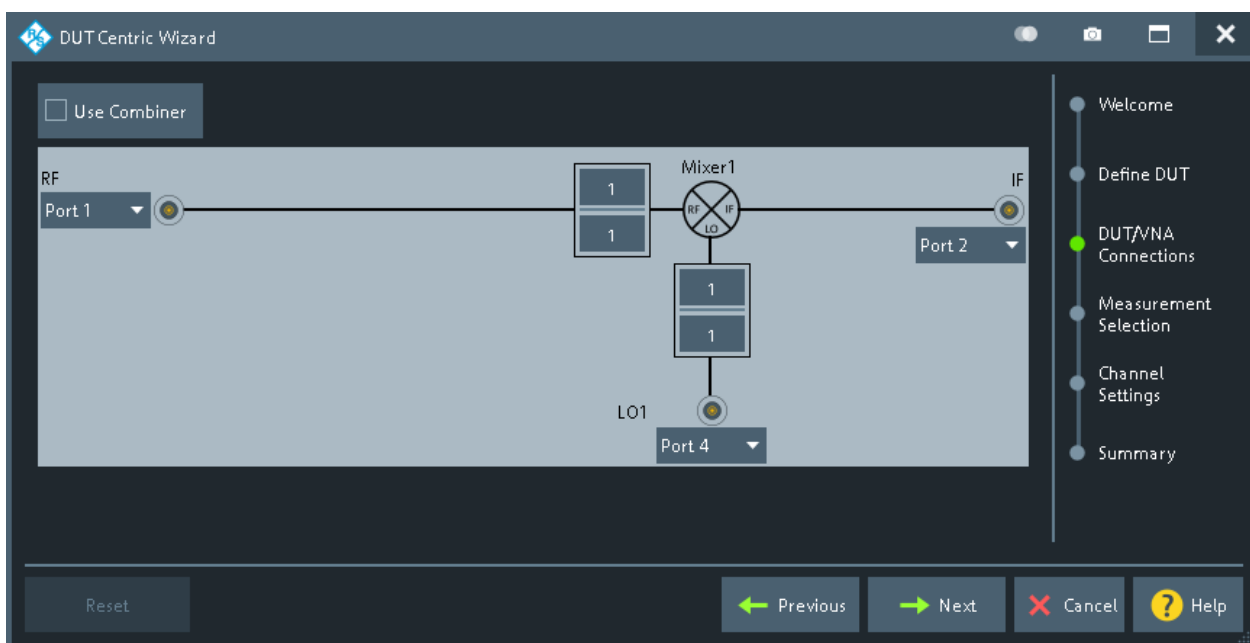 DUT Centric Wizard
Use Combiner
RF
Port 1
1
1
Mixer1
RF IF
LO
IF
Port 2
1
1
LO1
Port 4
Welcome
Define DUT
DUT/VNA
Connections
Measurement
Selection
Channel
Settings
Summary
Reset
Previous
Next
Cancel
? Help